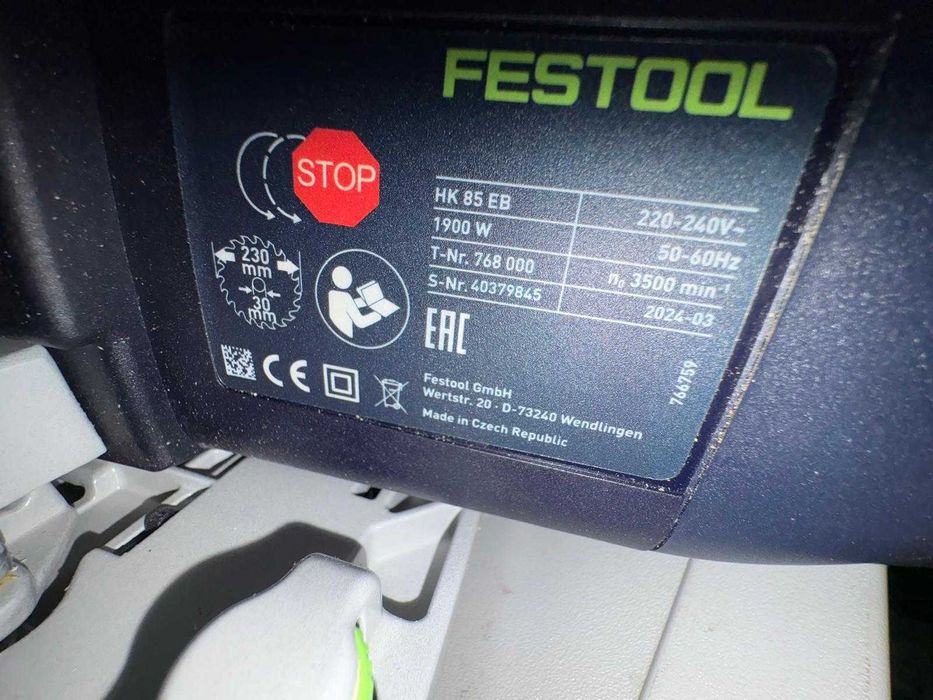 FESTOOL
STOP
HK 85 EB
220-240V~
1900 W
50-60Hz
T-Nr. 768 000
n₀ 3500 min⁻¹
S-Nr. 40379845
2024-03
230
mm
30
mm
EAC
CE
Festool GmbH
Wertstr. 20 · D-73240 Wendlingen
Made in Czech Republic
766759